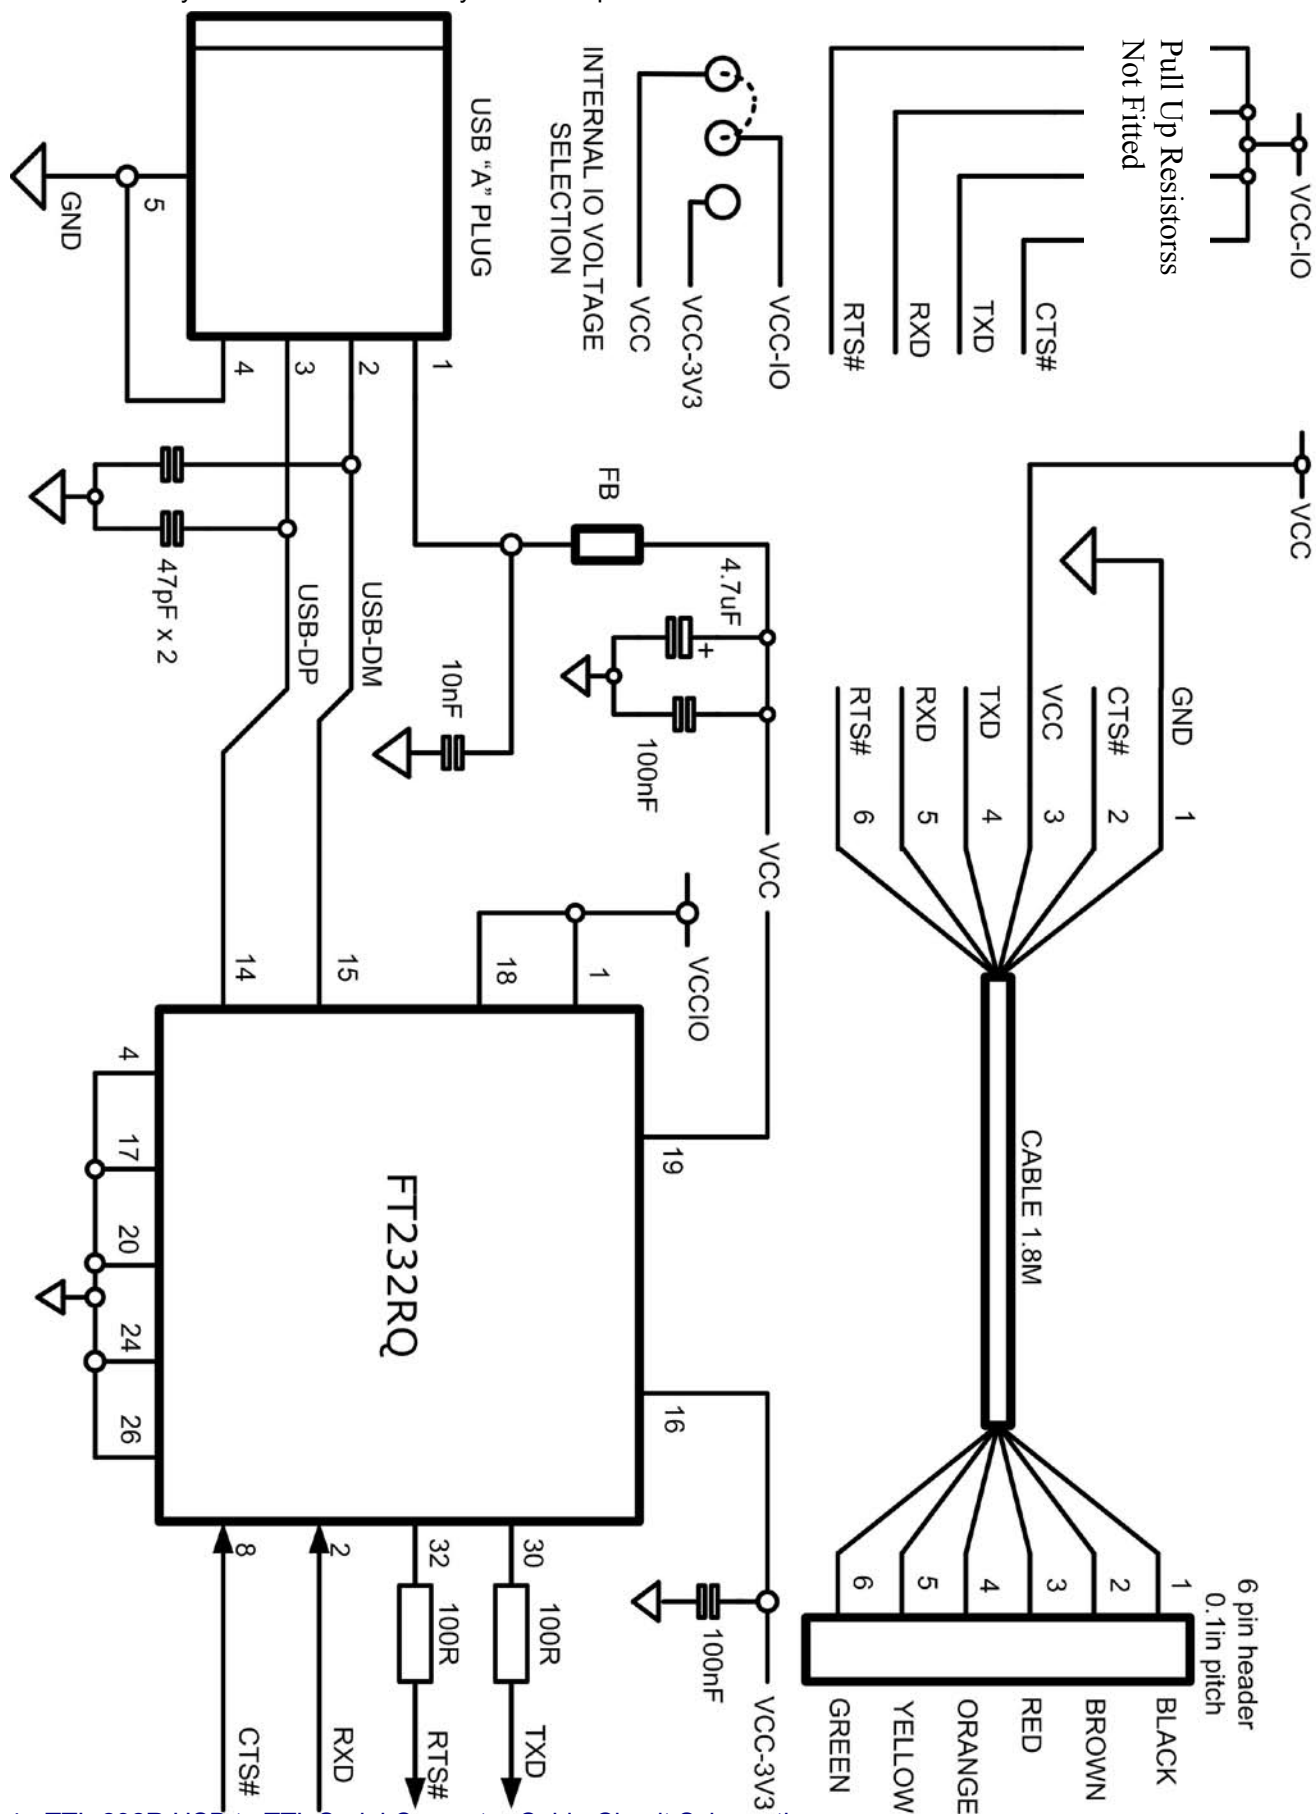 Pull Up Resistorss
Not Fitted
VCC-IO
CTS#
TXD
RXD
RTS#
VCC-IO
VCC-3V3
VCC
INTERNAL IO VOLTAGE
SELECTION
USB “A” PLUG
5
GND
1
2
3
4
VCC
GND
1
CTS#
2
VCC
3
TXD
4
RXD
5
RTS#
6
CABLE 1.8M
6 pin header
0.1in pitch
1
2
3
4
5
6
BLACK
BROWN
RED
ORANGE
YELLOW
GREEN
FB
4.7uF
+
100nF
10nF
47pF x 2
USB-DM
USB-DP
VCC
VCCIO
1
18
15
14
19
16
FT232RQ
4
17
20
24
26
100nF
VCC-3V3
30
100R
TXD
32
100R
RTS#
2
RXD
8
CTS#